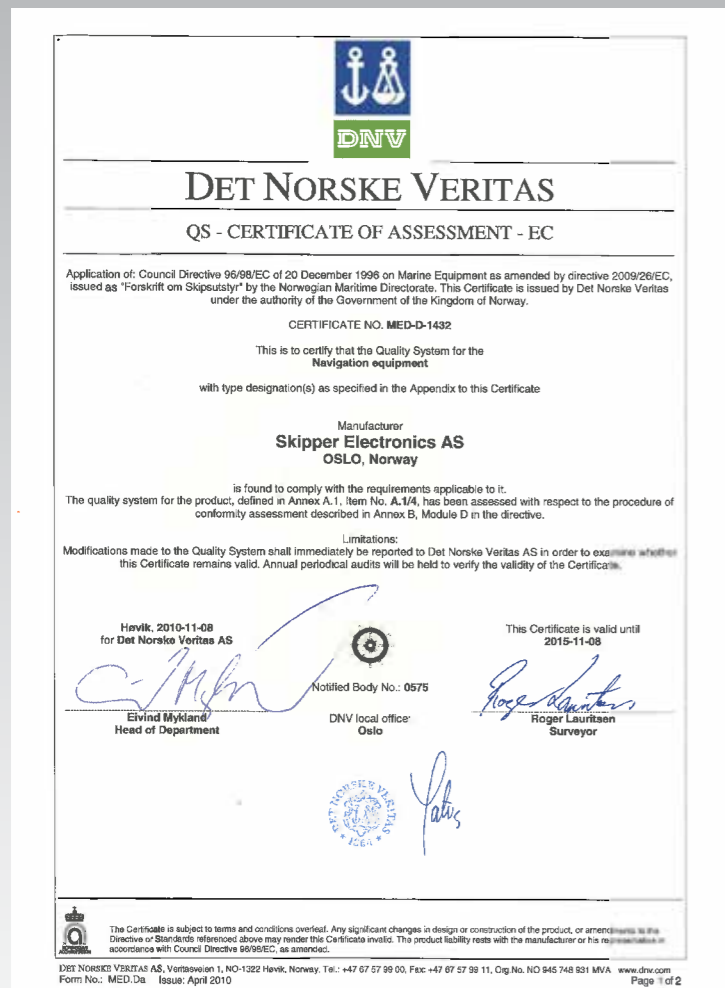 DNV
DET NORSKE VERITAS
QS - CERTIFICATE OF ASSESSMENT - EC
Application of: Council Directive 96/98/EC of 20 December 1996 on Marine Equipment as amended by directive 2009/26/EC,
issued as "Forskrift om Skipsutstyr" by the Norwegian Maritime Directorate. This Certificate is issued by Det Norske Veritas
under the authority of the Government of the Kingdom of Norway.
CERTIFICATE NO. MED-D-1432
This is to certify that the Quality System for the
Navigation equipment
with type designation(s) as specified in the Appendix to this Certificate
Manufacturer
Skipper Electronics AS
OSLO, Norway
is found to comply with the requirements applicable to it.
The quality system for the product, defined in Annex A.1, Item No. A.1/4, has been assessed with respect to the procedure of
conformity assessment described in Annex B, Module D in the directive.
Limitations:
Modifications made to the Quality System shall immediately be reported to Det Norske Veritas AS in order to examine whether
this Certificate remains valid. Annual periodical audits will be held to verify the validity of the Certificate.
Høvik, 2010-11-08
for Det Norske Veritas AS
This Certificate is valid until
2015-11-08
Notified Body No.: 0575
Roger Lauritsen
Eivind Mykland
Head of Department
DNV local office:
Oslo
Roger Lauritsen
Surveyor
DET NORSKE VERITAS
* 1864 *
The Certificate is subject to terms and conditions overleaf. Any significant changes in design or construction of the product, or amendments to the
Directive or Standards referenced above may render this Certificate invalid. The product liability rests with the manufacturer or his representative in
accordance with Council Directive 96/98/EC, as amended.
DET NORSKE VERITAS AS, Veritasveien 1, NO-1322 Høvik, Norway, Tel.: +47 67 57 99 00, Fax: +47 67 57 99 11, Org.No. NO 945 748 931 MVA www.dnv.com
Form No.: MED.Da Issue: April 2010
Page 1 of 2